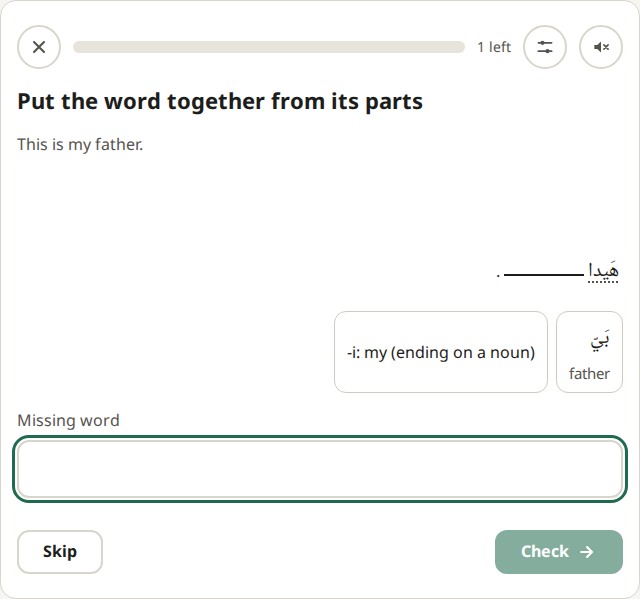 1 left
Put the word together from its parts
This is my father.
هَيدا ________ .
بَيّ
father
-i: my (ending on a noun)
Missing word
Skip
Check →